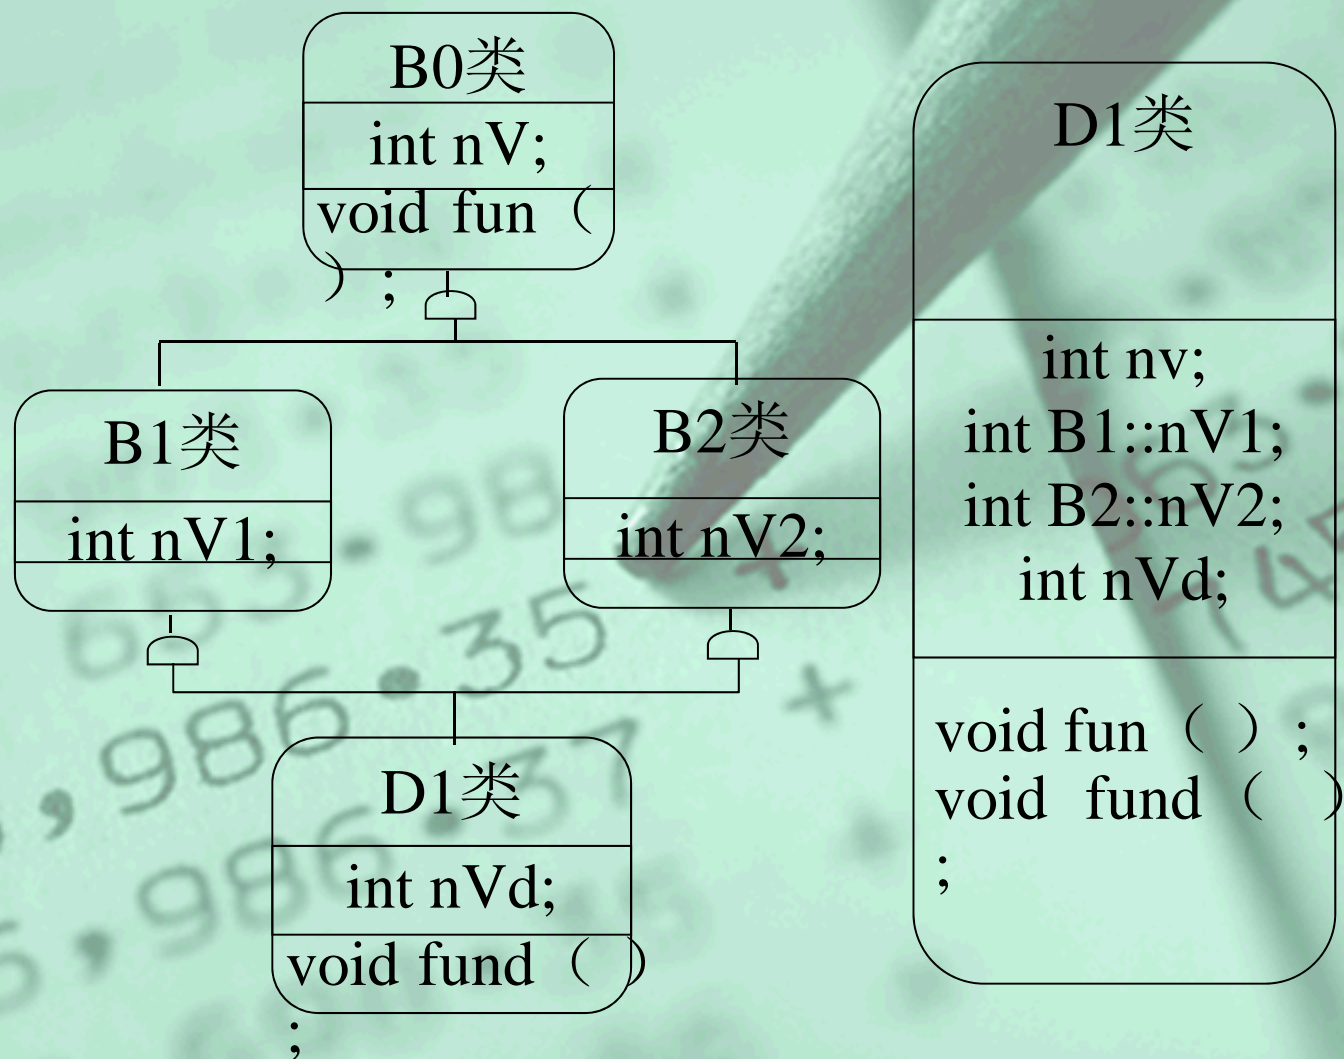 B0类
int nV;
void fun（
）;
B1类
int nV1;
B2类
int nV2;
D1类
int nVd;
void fund（ ）
;
D1类
int nv;
int B1::nV1;
int B2::nV2;
int nVd;
void fun（ ）;
void fund（ ）
;